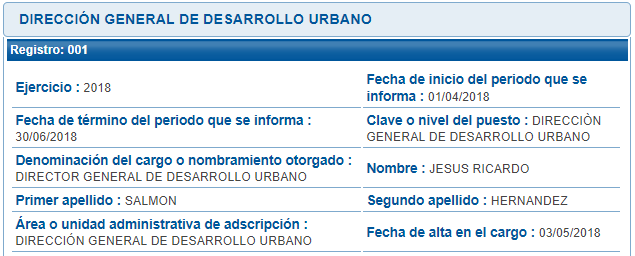 DIRECCIÓN GENERAL DE DESARROLLO URBANO
Registro: 001
Ejercicio : 2018
Fecha de inicio del periodo que se
informa : 01/04/2018
Fecha de término del periodo que se informa :
30/06/2018
Clave o nivel del puesto : DIRECCIÒN
GENERAL DE DESARROLLO URBANO
Denominación del cargo o nombramiento otorgado :
DIRECTOR GENERAL DE DESARROLLO URBANO
Nombre : JESUS RICARDO
Primer apellido : SALMON
Segundo apellido : HERNANDEZ
Área o unidad administrativa de adscripción :
DIRECCIÓN GENERAL DE DESARROLLO URBANO
Fecha de alta en el cargo : 03/05/2018